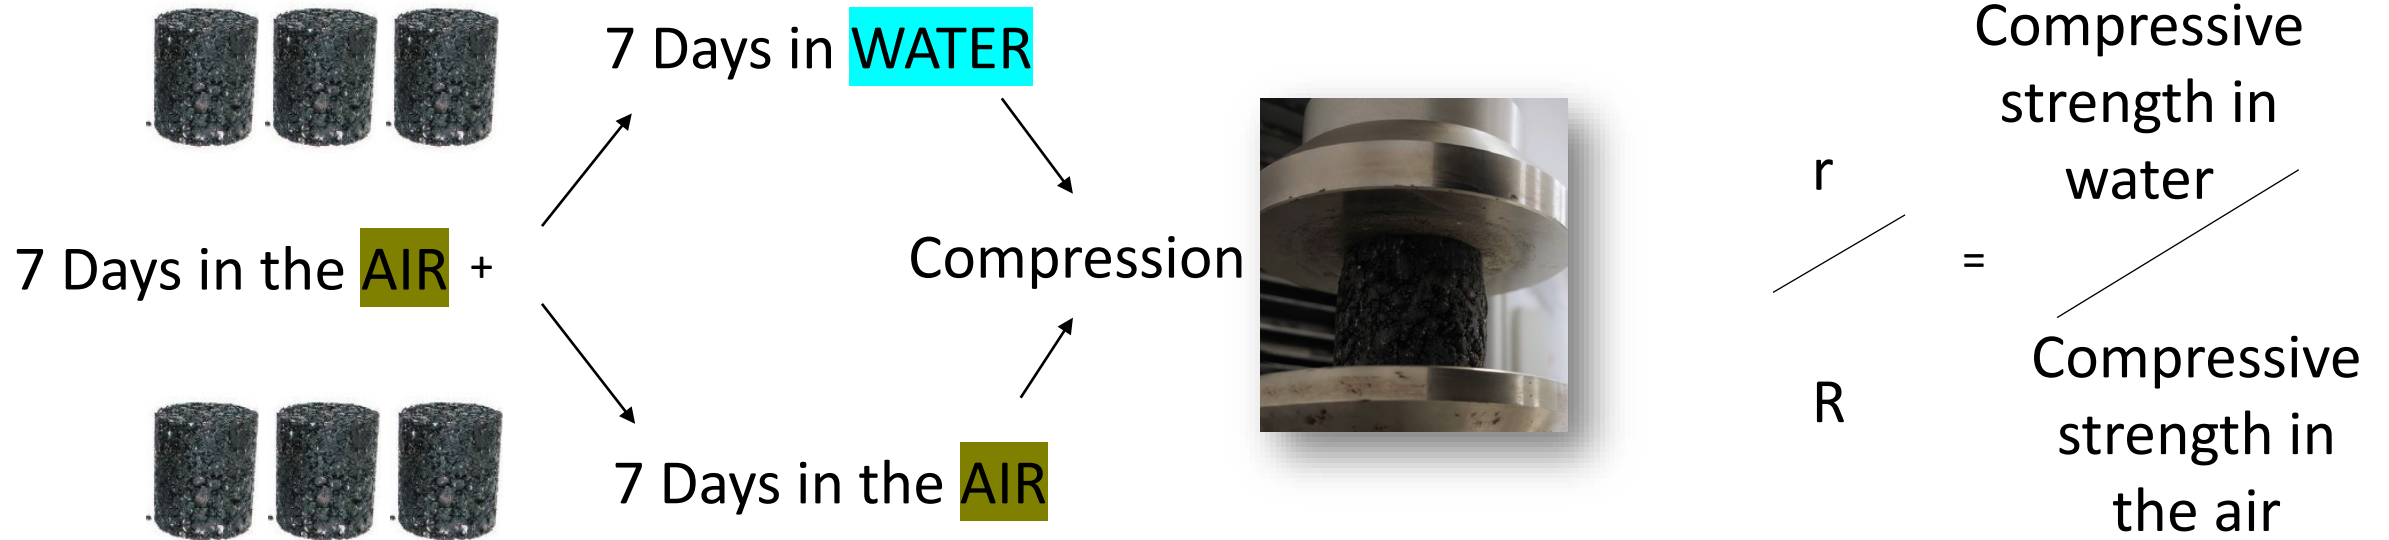 7 Days in the AIR +
7 Days in WATER
7 Days in the AIR
Compression
r
R
=
Compressive
strength in
water
Compressive
strength in
the air